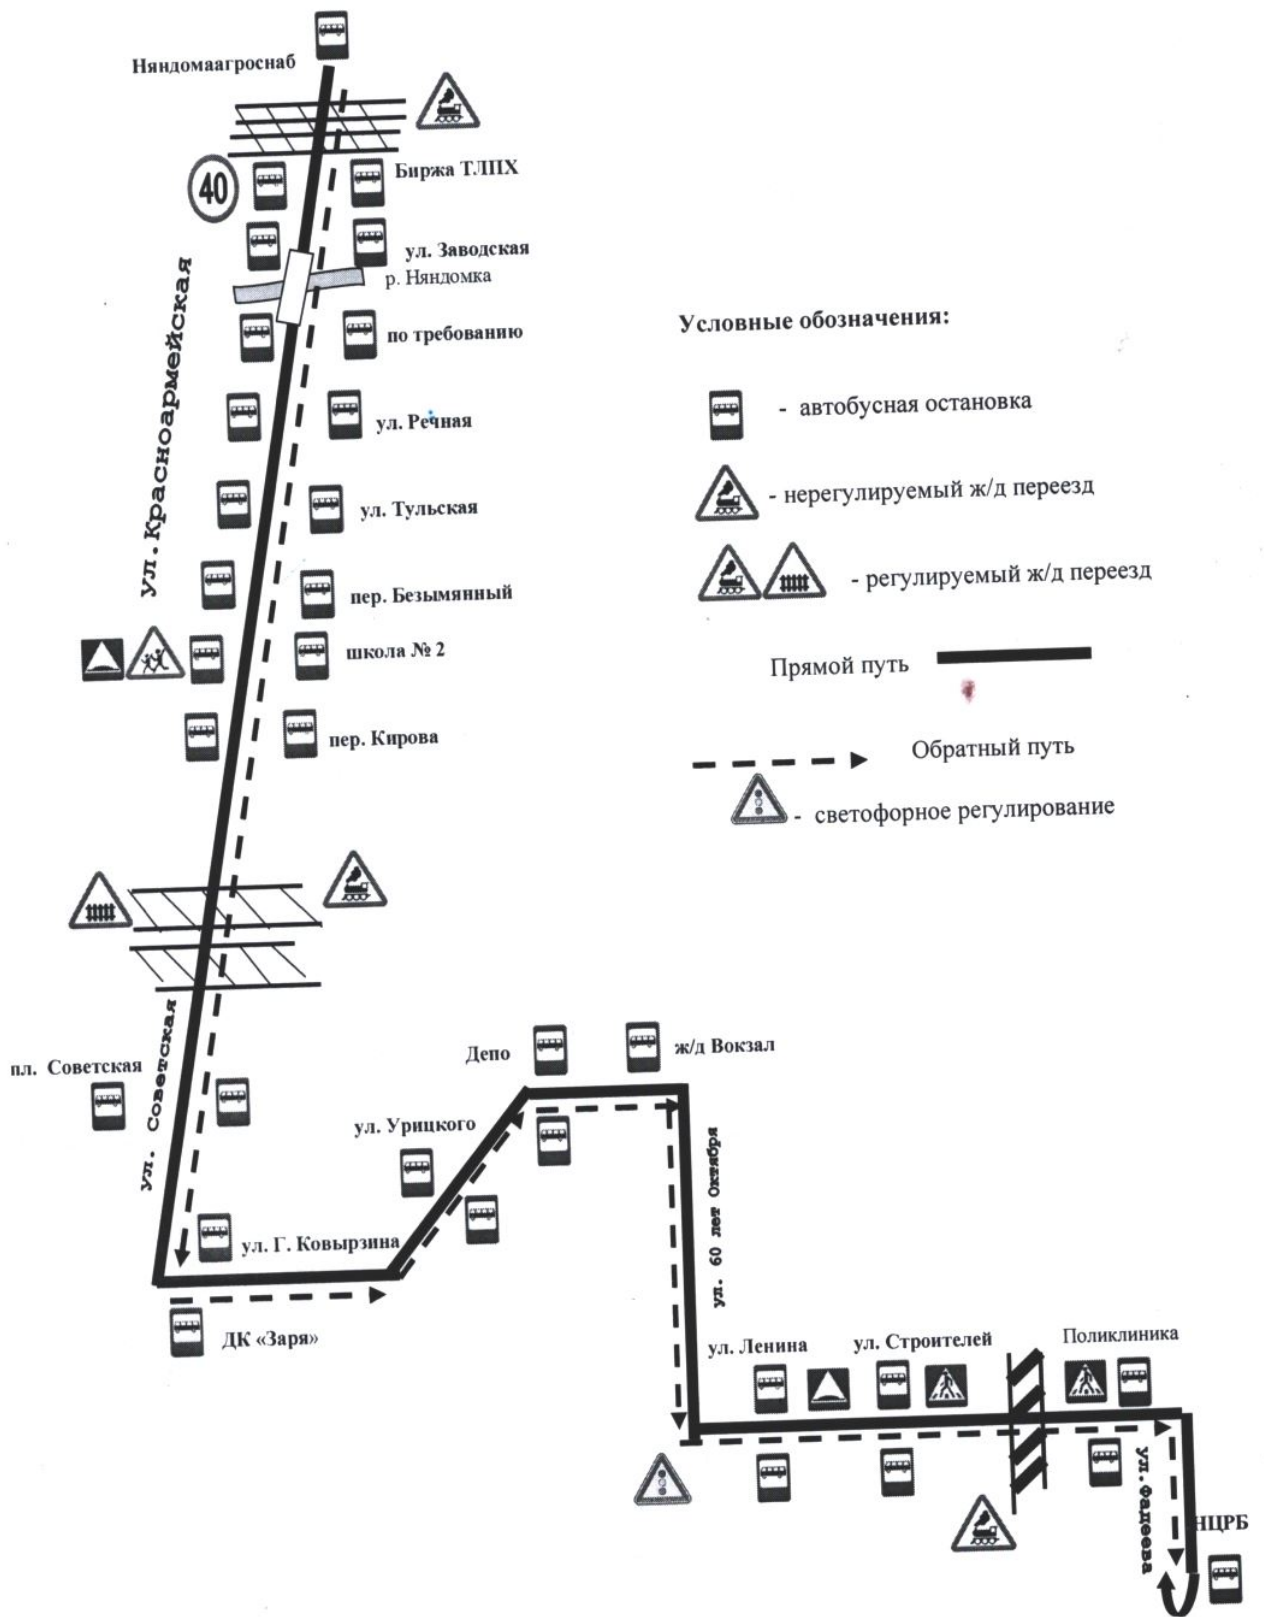 Няндомаагроснаб
Биржа ТЛПХ
40
ул. Заводская
р. Няндомка
по требованию
ул. Речная
ул. Тульская
пер. Безымянный
школа № 2
пер. Кирова
ул.Красноармейская
Условные обозначения:
- автобусная остановка
- нерегулируемый ж/д переезд
- регулируемый ж/д переезд
Прямой путь
Обратный путь
- светофорное регулирование
пл. Советская
ул. Советская
Депо
ж/д Вокзал
ул. Урицкого
ул. Г. Ковырзина
ДК «Заря»
ул. 60 лет Октября
ул. Ленина
ул. Строителей
Поликлиника
ул.Фадеева
НЦРБ